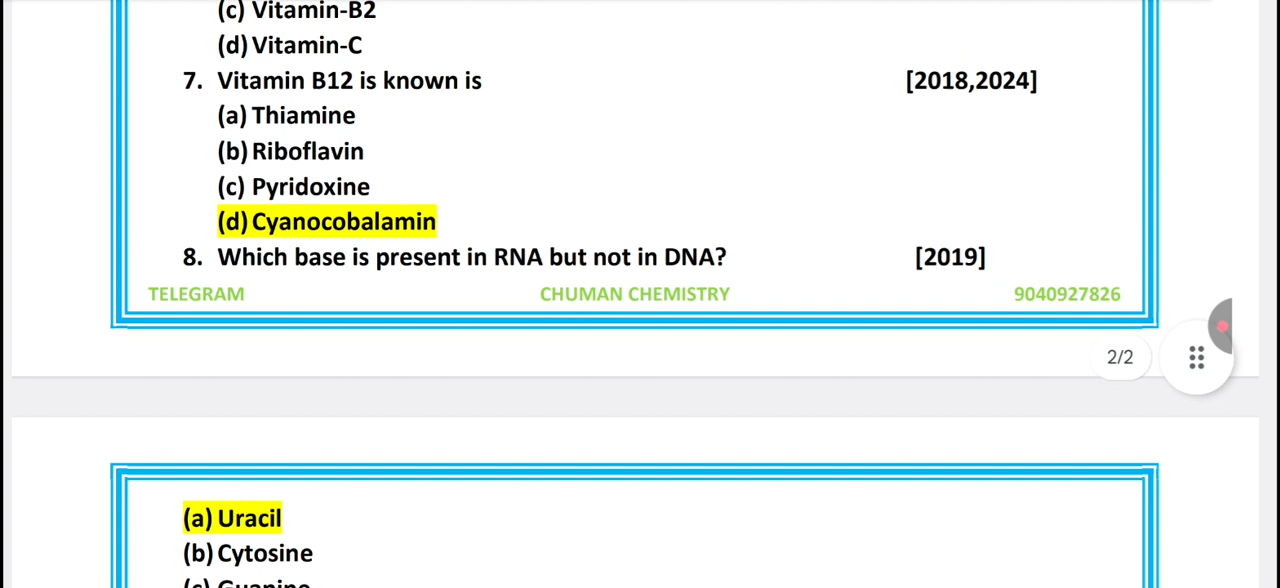 (c) Vitamin-B2
(d) Vitamin-C
7. Vitamin B12 is known is [2018,2024]
(a) Thiamine
(b) Riboflavin
(c) Pyridoxine
(d) Cyanocobalamin
8. Which base is present in RNA but not in DNA? [2019]
TELEGRAM CHUMAN CHEMISTRY 9040927826
2/2
(a) Uracil
(b) Cytosine
(c) Guanine